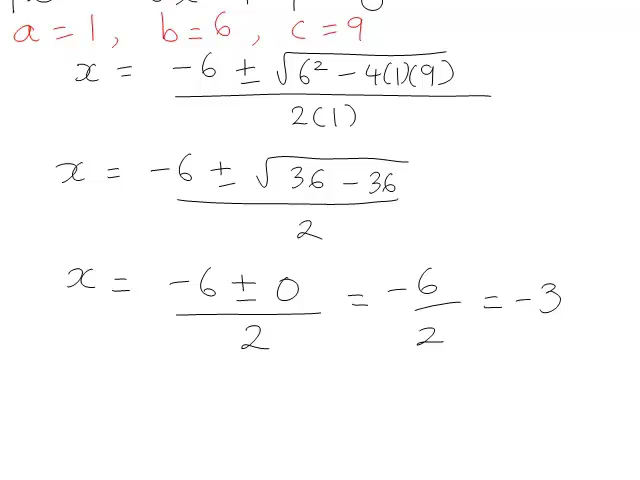 a = 1, b = 6, c = 9
x = (-6 ± √(6² - 4(1)(9))) / 2(1)
x = (-6 ± √(36 - 36)) / 2
x = (-6 ± 0) / 2 = -6 / 2 = -3